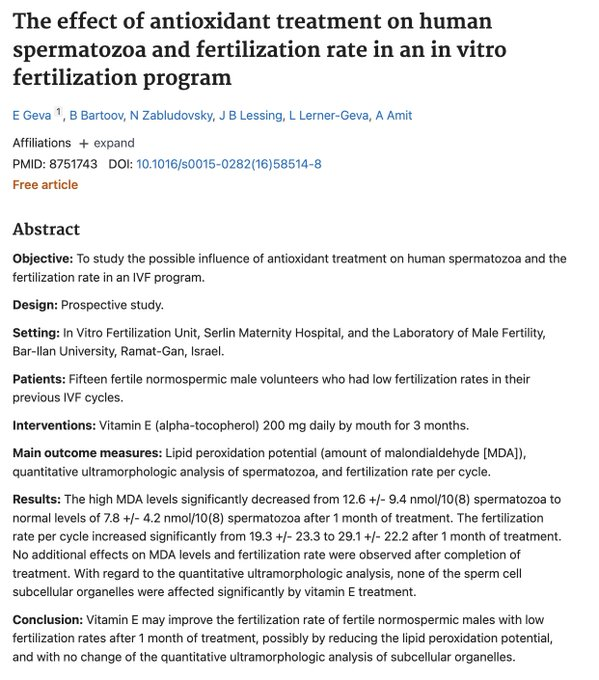 The effect of antioxidant treatment on human
spermatozoa and fertilization rate in an in vitro
fertilization program
E Geva 1, B Bartoov, N Zabludovsky, J B Lessing, L Lerner-Geva, A Amit
Affiliations + expand
PMID: 8751743 DOI: 10.1016/s0015-0282(16)58514-8
Free article
Abstract
Objective: To study the possible influence of antioxidant treatment on human spermatozoa and the
fertilization rate in an IVF program.
Design: Prospective study.
Setting: In Vitro Fertilization Unit, Serlin Maternity Hospital, and the Laboratory of Male Fertility,
Bar-Ilan University, Ramat-Gan, Israel.
Patients: Fifteen fertile normospermic male volunteers who had low fertilization rates in their
previous IVF cycles.
Interventions: Vitamin E (alpha-tocopherol) 200 mg daily by mouth for 3 months.
Main outcome measures: Lipid peroxidation potential (amount of malondialdehyde [MDA]),
quantitative ultramorphologic analysis of spermatozoa, and fertilization rate per cycle.
Results: The high MDA levels significantly decreased from 12.6 +/- 9.4 nmol/10(8) spermatozoa to
normal levels of 7.8 +/- 4.2 nmol/10(8) spermatozoa after 1 month of treatment. The fertilization
rate per cycle increased significantly from 19.3 +/- 23.3 to 29.1 +/- 22.2 after 1 month of treatment.
No additional effects on MDA levels and fertilization rate were observed after completion of
treatment. With regard to the quantitative ultramorphologic analysis, none of the sperm cell
subcellular organelles were affected significantly by vitamin E treatment.
Conclusion: Vitamin E may improve the fertilization rate of fertile normospermic males with low
fertilization rates after 1 month of treatment, possibly by reducing the lipid peroxidation potential,
and with no change of the quantitative ultramorphologic analysis of subcellular organelles.